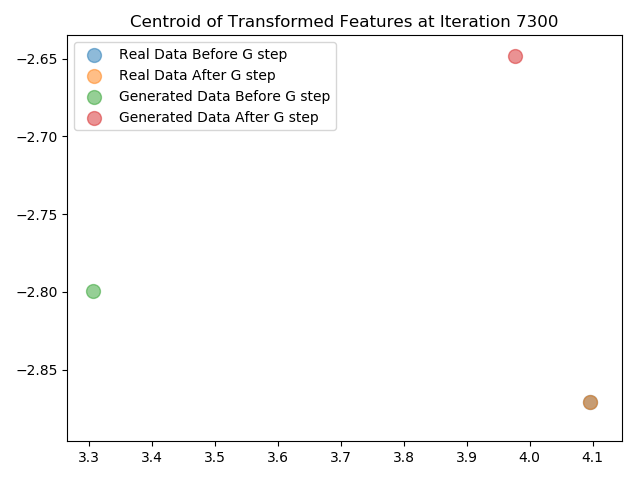 Centroid of Transformed Features at Iteration 7300
Real Data Before G step
Real Data After G step
Generated Data Before G step
Generated Data After G step
−2.65
−2.70
−2.75
−2.80
−2.85
3.3 3.4 3.5 3.6 3.7 3.8 3.9 4.0 4.1